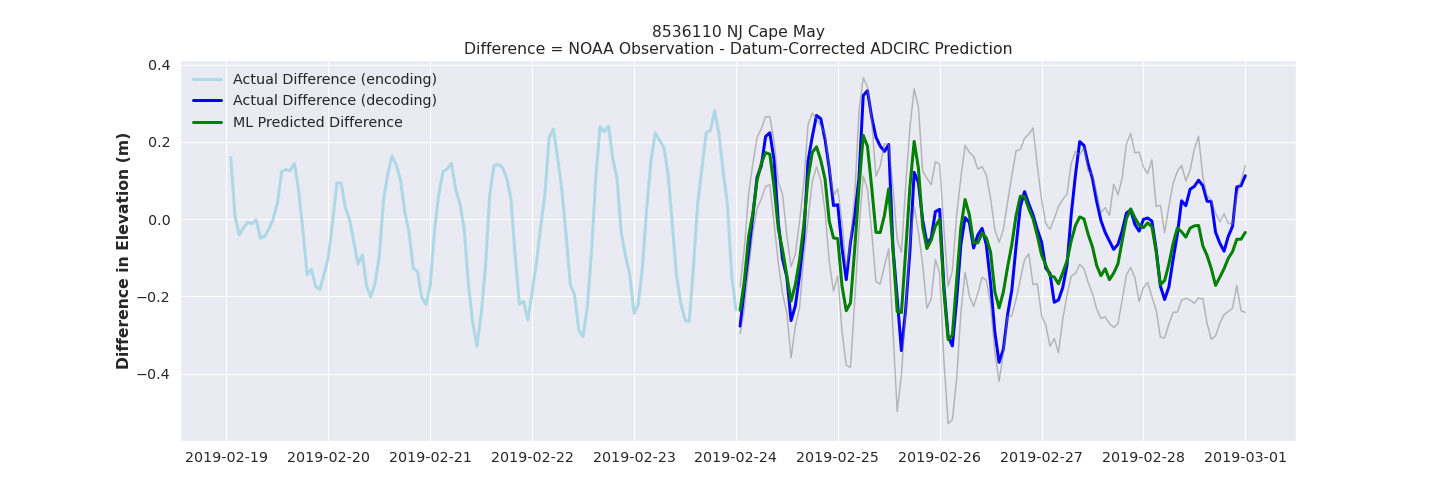 8536110 NJ Cape May
Difference = NOAA Observation - Datum-Corrected ADCIRC Prediction
Difference in Elevation (m)
0.4
0.2
0.0
−0.2
−0.4
Actual Difference (encoding)
Actual Difference (decoding)
ML Predicted Difference
2019-02-19 2019-02-20 2019-02-21 2019-02-22 2019-02-23 2019-02-24 2019-02-25 2019-02-26 2019-02-27 2019-02-28 2019-03-01